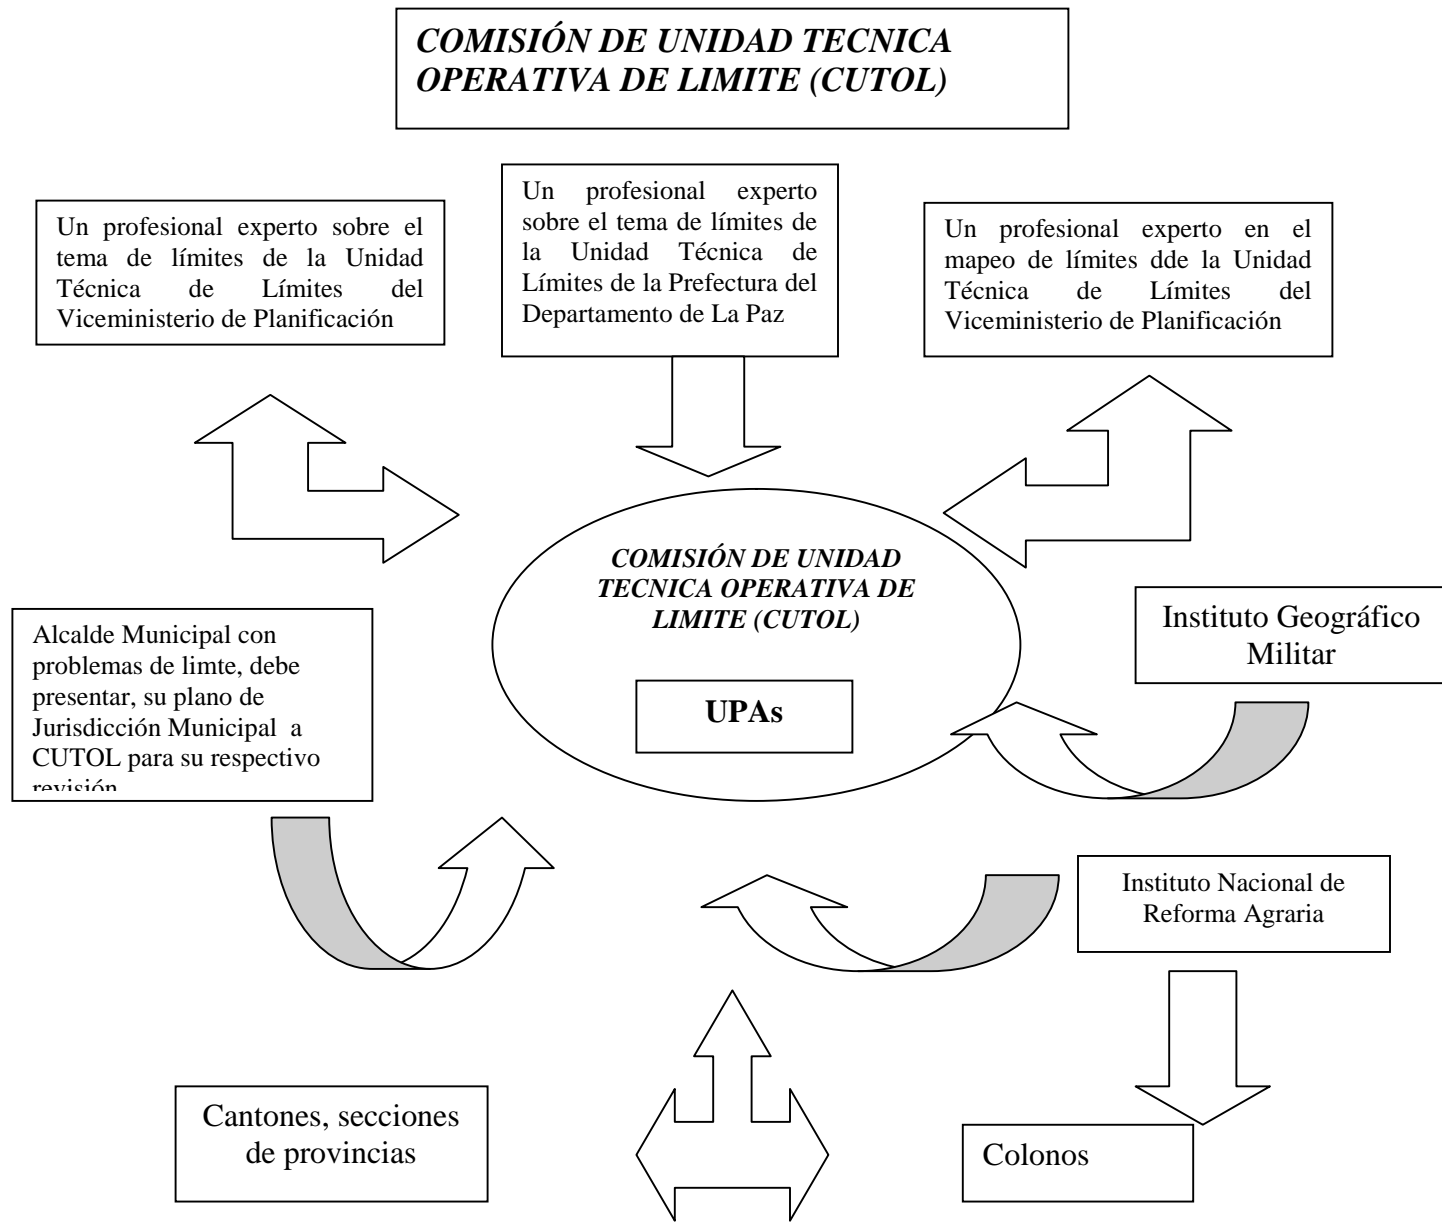 COMISIÓN DE UNIDAD TECNICA
OPERATIVA DE LIMITE (CUTOL)
Un profesional experto sobre el
tema de límites de la Unidad
Técnica de Límites del
Viceministerio de Planificación
Un profesional experto
sobre el tema de límites de
la Unidad Técnica de
Límites de la Prefectura del
Departamento de La Paz
Un profesional experto en el
mapeo de límites dde la Unidad
Técnica de Límites del
Viceministerio de Planificación
COMISIÓN DE UNIDAD
TECNICA OPERATIVA DE
LIMITE (CUTOL)
UPAs
Alcalde Municipal con
problemas de limte, debe
presentar, su plano de
Jurisdicción Municipal a
CUTOL para su respectivo
revisión
Instituto Geográfico
Militar
Instituto Nacional de
Reforma Agraria
Cantones, secciones
de provincias
Colonos